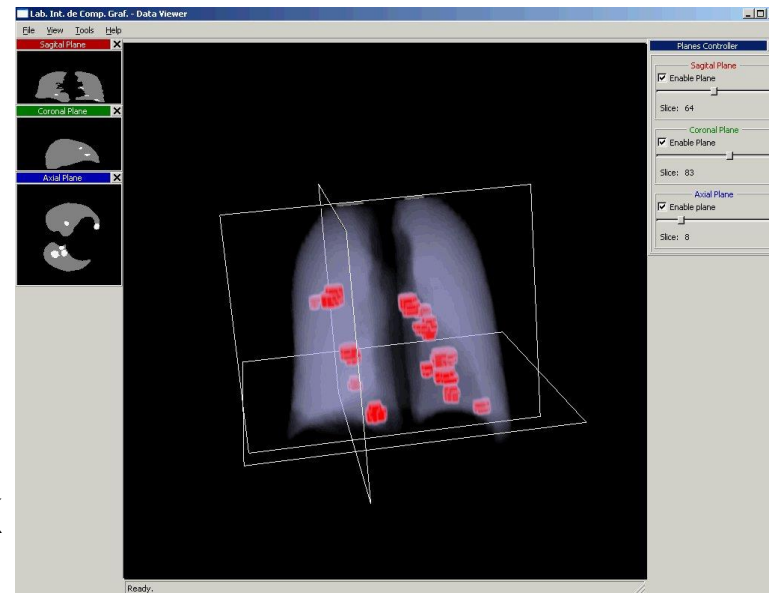 Lab. Int. de Comp. Graf. - Data Viewer
File View Tools Help
Sagital Plane
Coronal Plane
Axial Plane
Planes Controller
Sagital Plane
Enable Plane
Slice: 64
Coronal Plane
Enable Plane
Slice: 83
Axial Plane
Enable plane
Slice: 8
Ready.